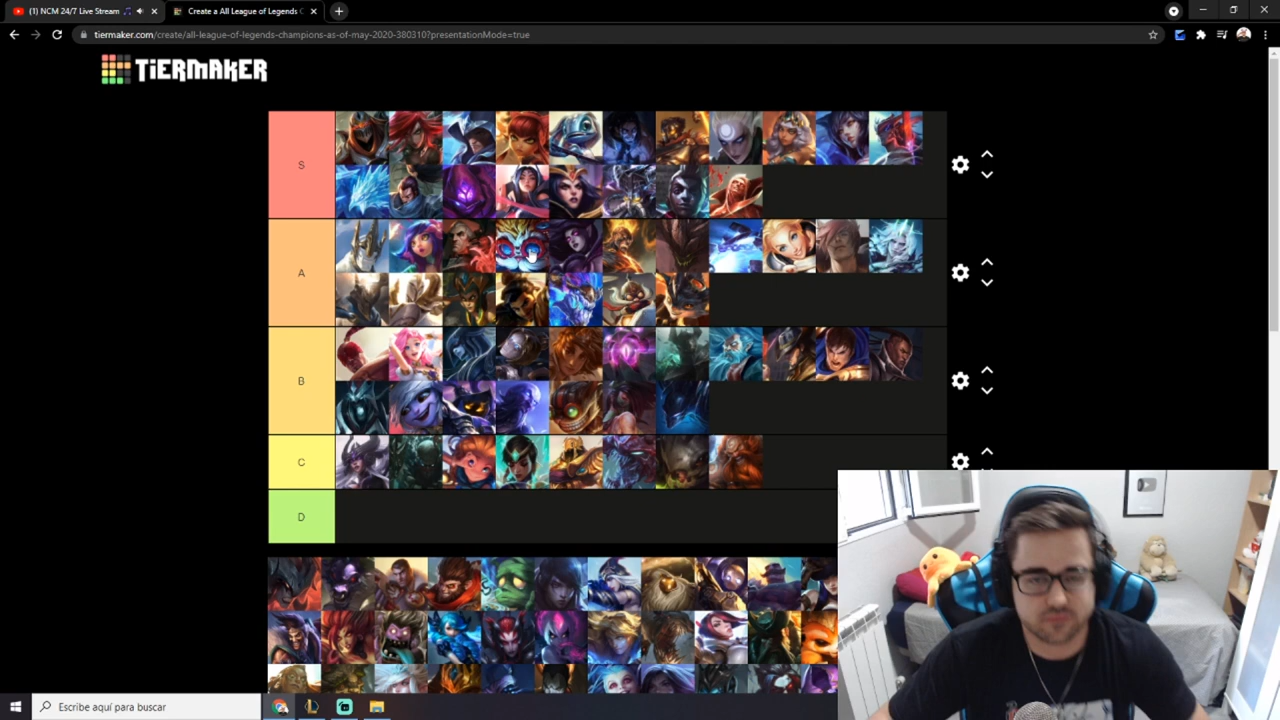 (1) NCM 24/7 Live Stream
Create a All League of Legends C
tiermaker.com/create/all-league-of-legends-champions-as-of-may-2020-380310?presentationMode=true
TIERMAKER
S
A
B
C
D
Escribe aquí para buscar